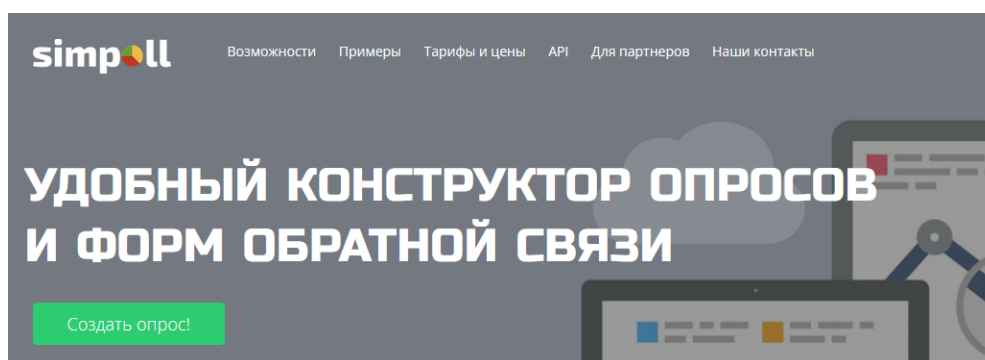 simpoll
Возможности Примеры Тарифы и цены API Для партнеров Наши контакты
УДОБНЫЙ КОНСТРУКТОР ОПРОСОВ
И ФОРМ ОБРАТНОЙ СВЯЗИ
Создать опрос!